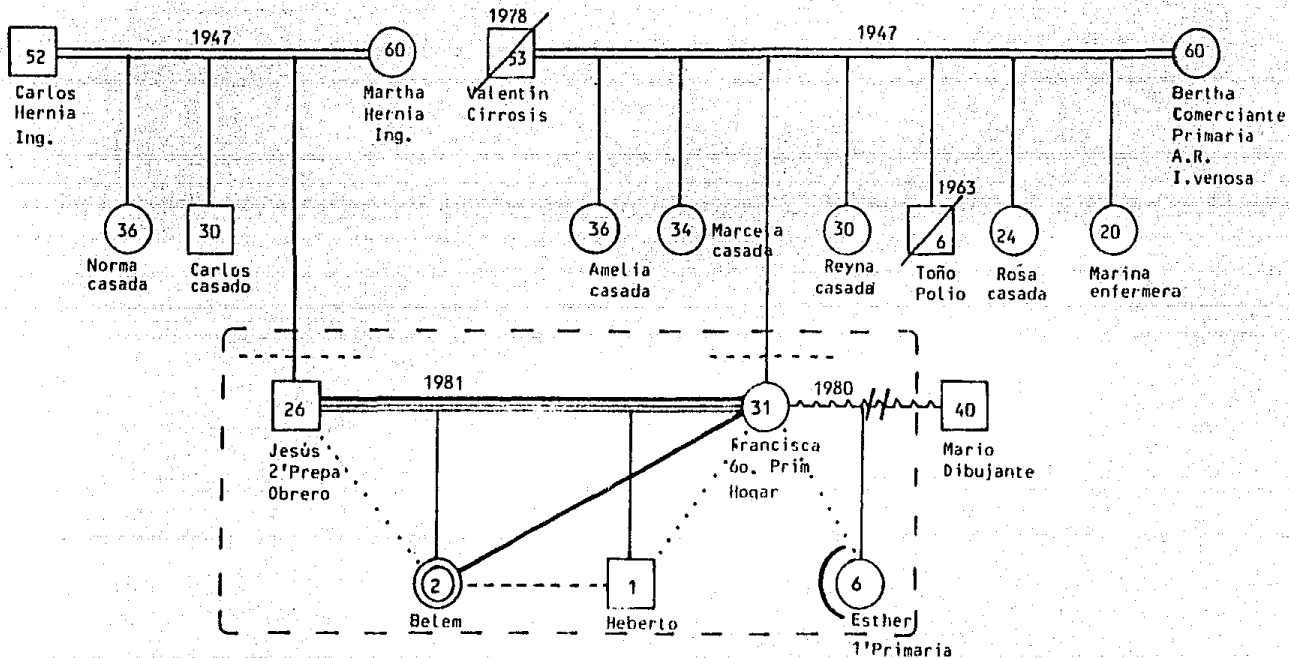 1947
1978
1947
52
60
53
60
Carlos
Hernia
Ing.
Martha
Hernia
Ing.
Valentin
Cirrosis
Bertha
Comerciante
Primaria
A.R.
I.venosa
1963
36
30
36
34
30
6
24
20
Norma
casada
Carlos
casado
Amelia
casada
Marcela
casada
Reyna
casada
Toño
Polio
Rosa
casada
Marina
enfermera
1981
1980
26
31
40
Jesús
2'Prepa
Obrero
Francisca
6o. Prim
Hogar
Mario
Dibujante
2
1
6
Belem
Heberto
Esther
1'Primaria